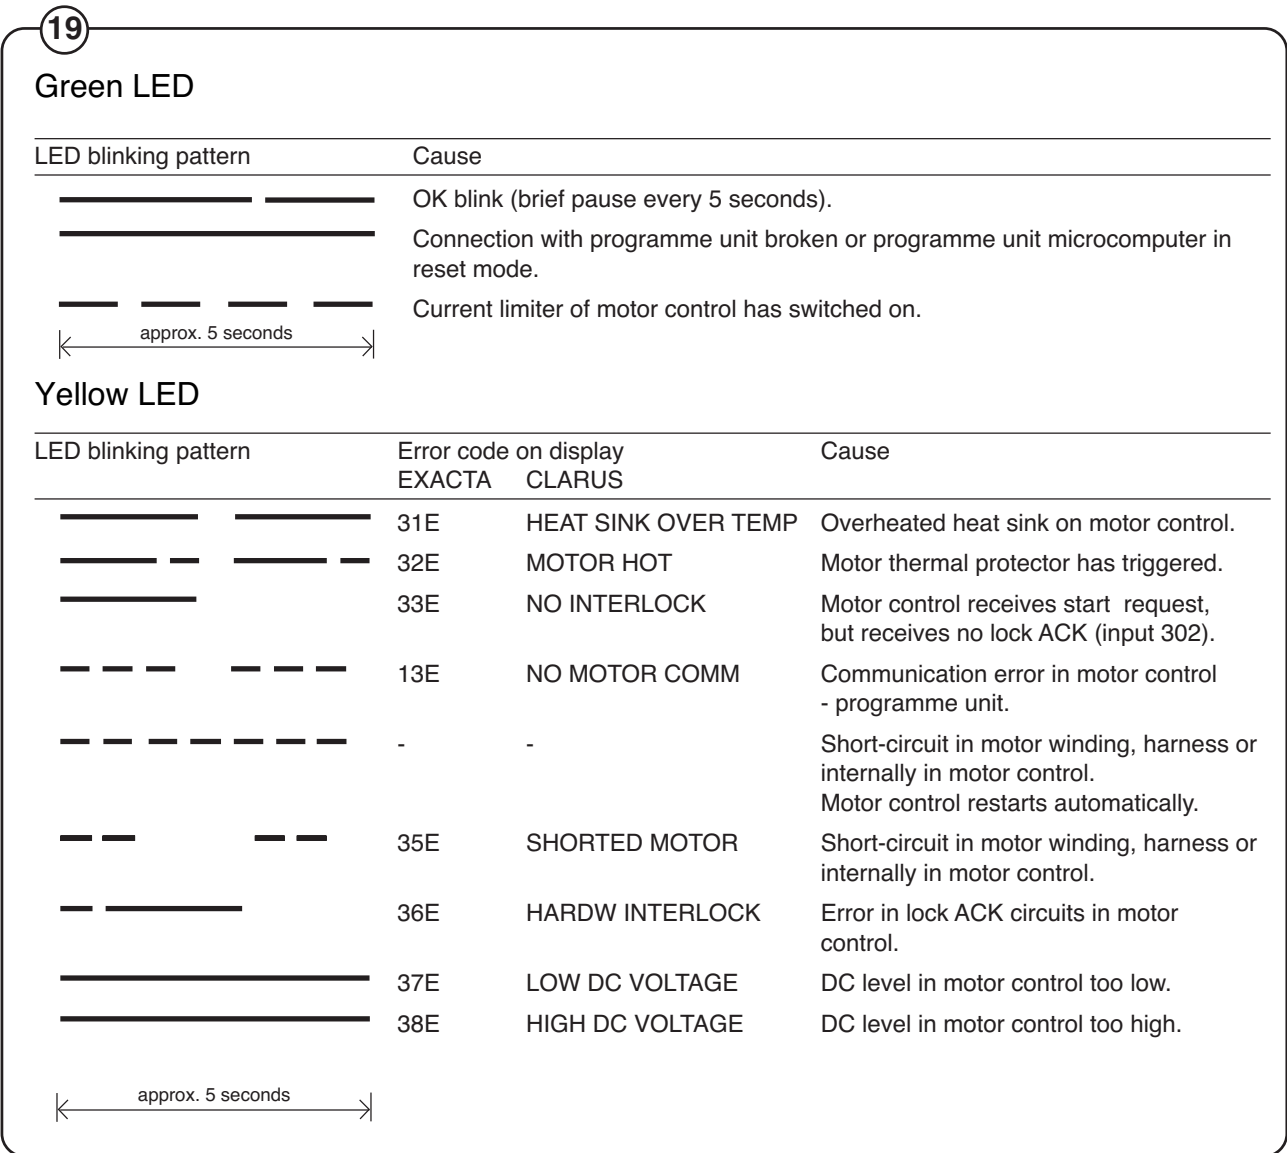 19
Green LED
LED blinking pattern Cause
OK blink (brief pause every 5 seconds).
Connection with programme unit broken or programme unit microcomputer in
reset mode.
Current limiter of motor control has switched on.
approx. 5 seconds
Yellow LED
LED blinking pattern Error code on display Cause
EXACTA CLARUS
31E HEAT SINK OVER TEMP Overheated heat sink on motor control.
32E MOTOR HOT Motor thermal protector has triggered.
33E NO INTERLOCK Motor control receives start request,
but receives no lock ACK (input 302).
13E NO MOTOR COMM Communication error in motor control
- programme unit.
- - Short-circuit in motor winding, harness or
internally in motor control.
Motor control restarts automatically.
35E SHORTED MOTOR Short-circuit in motor winding, harness or
internally in motor control.
36E HARDW INTERLOCK Error in lock ACK circuits in motor
control.
37E LOW DC VOLTAGE DC level in motor control too low.
38E HIGH DC VOLTAGE DC level in motor control too high.
approx. 5 seconds